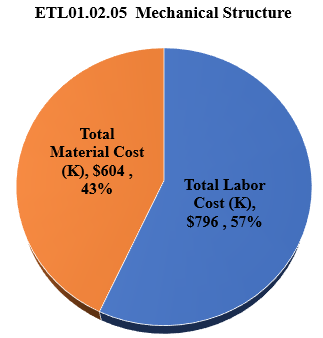 ETL01.02.05  Mechanical Structure
Total
Material Cost
(K), $604 ,
43%
Total Labor
Cost (K),
$796 , 57%